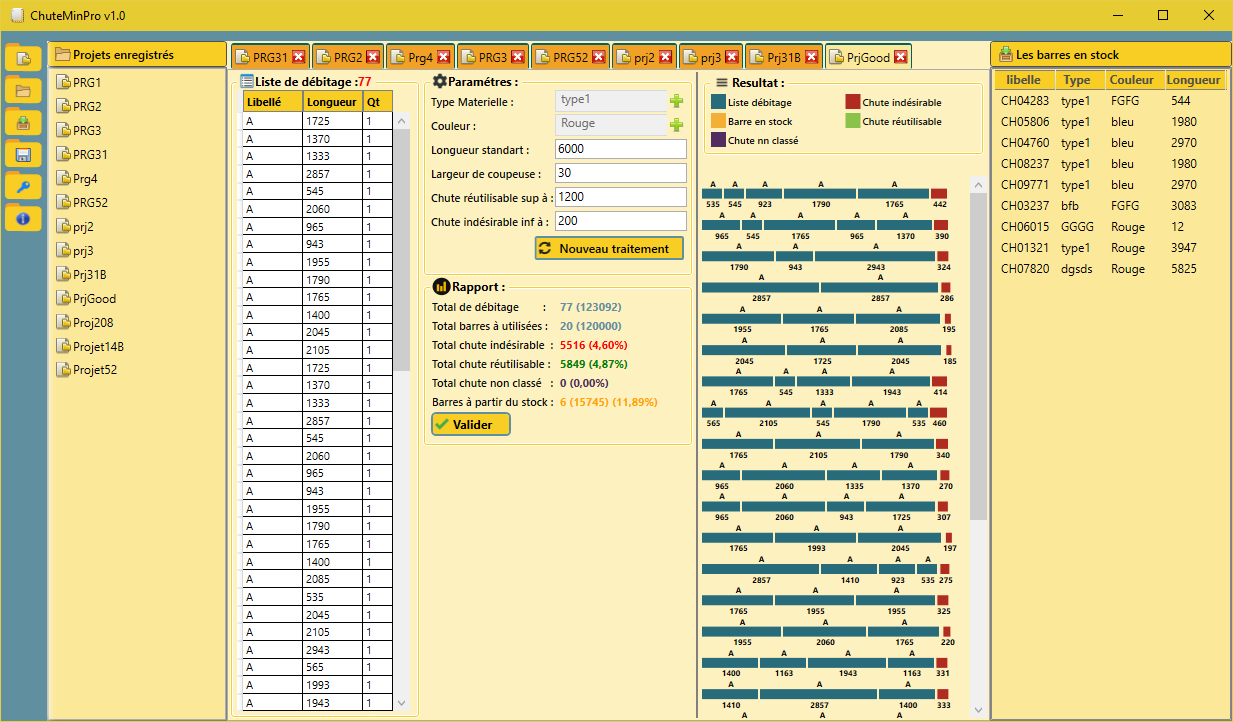 ChuteMinPro v1.0
Projets enregistrés
PRG1
PRG2
PRG3
PRG31
Prg4
PRG52
prj2
prj3
Prj31B
PrjGood
Proj208
Projet14B
Projet52
PRG31 PRG2 Prg4 PRG3 PRG52 prj2 prj3 Prj31B PrjGood
Liste de débitage :77
Libellé Longueur Qt
A 1725 1
A 1370 1
A 1333 1
A 2857 1
A 545 1
A 2060 1
A 965 1
A 943 1
A 1955 1
A 1790 1
A 1765 1
A 1400 1
A 2045 1
A 2105 1
A 1725 1
A 1370 1
A 1333 1
A 2857 1
A 545 1
A 2060 1
A 965 1
A 943 1
A 1955 1
A 1790 1
A 1765 1
A 1400 1
A 2085 1
A 535 1
A 2045 1
A 2105 1
A 2943 1
A 565 1
A 1993 1
A 1943 1
Paramétres :
Type Materielle : type1
Couleur : Rouge
Longueur standart : 6000
Largeur de coupeuse : 30
Chute réutilisable sup à : 1200
Chute indésirable inf à : 200
Nouveau traitement
Rapport :
Total de débitage : 77 (123092)
Total barres à utilisées : 20 (120000)
Total chute indésirable : 5516 (4,60%)
Total chute réutilisable : 5849 (4,87%)
Total chute non classé : 0 (0,00%)
Barres à partir du stock : 6 (15745) (11,89%)
Valider
Resultat :
Liste débitage Chute indésirable
Barre en stock Chute réutilisable
Chute nn classé
A A A A A
535 545 923 1790 1765 442
A A A A A
965 545 1765 965 1370 390
A A A
1790 943 2943 324
A A
2857 2857 286
A A A
1955 1765 2085 195
A A A
2045 1725 2045 185
A A A A
1765 545 1333 1943 414
A A A A A
565 2105 545 1790 535 460
A A A
1765 2105 1790 340
A A A A
965 2060 1335 1370 270
A A A A
965 2060 943 1725 307
A A A
1765 1993 2045 197
A A A A
2857 1410 923 535 275
A A A
1765 1955 1955 325
A A A
1955 2060 1765 220
A A A A
1400 1163 1943 1163 331
A A A
1410 2857 1400 333
A A A
Les barres en stock
libelle Type Couleur Longueur
CH04283 type1 FGFG 544
CH05806 type1 bleu 1980
CH04760 type1 bleu 2970
CH08237 type1 bleu 1980
CH09771 type1 bleu 2970
CH03237 bfb FGFG 3083
CH06015 GGGG Rouge 12
CH01321 type1 Rouge 3947
CH07820 dgsds Rouge 5825